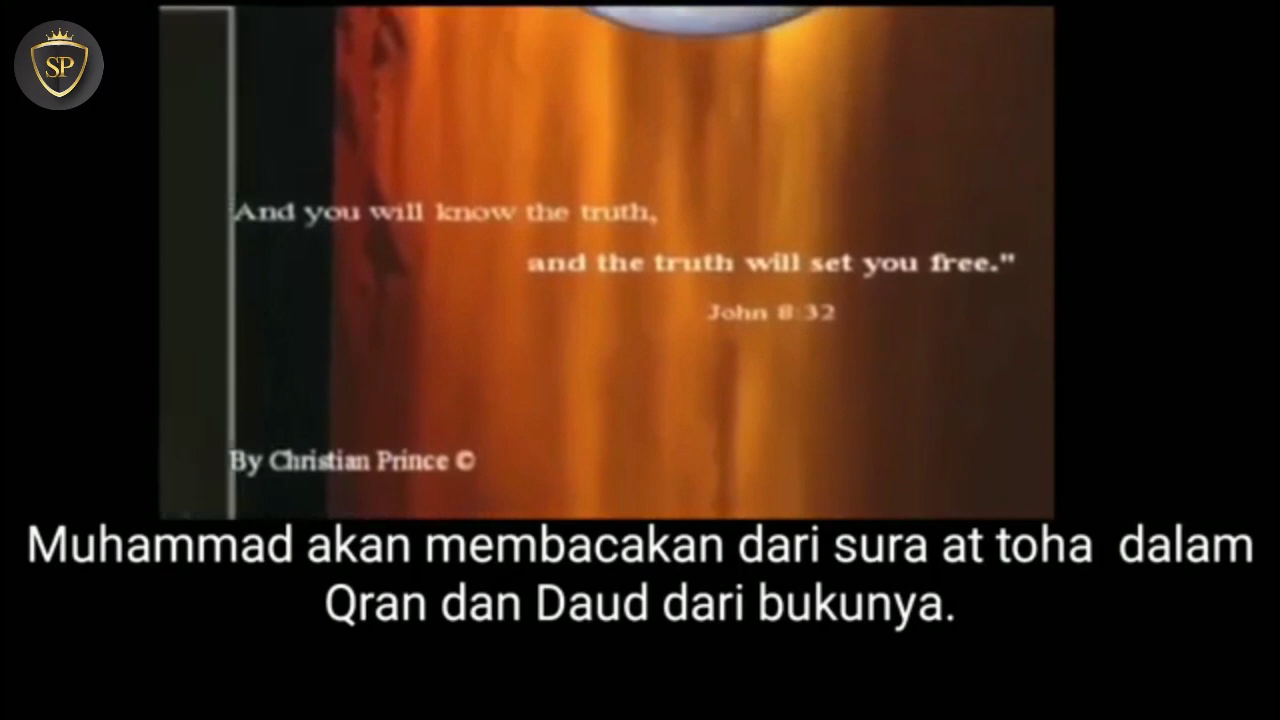 SP
And you will know the truth,
and the truth will set you free."
John 8:32
By Christian Prince ©
Muhammad akan membacakan dari sura at toha dalam
Qran dan Daud dari bukunya.